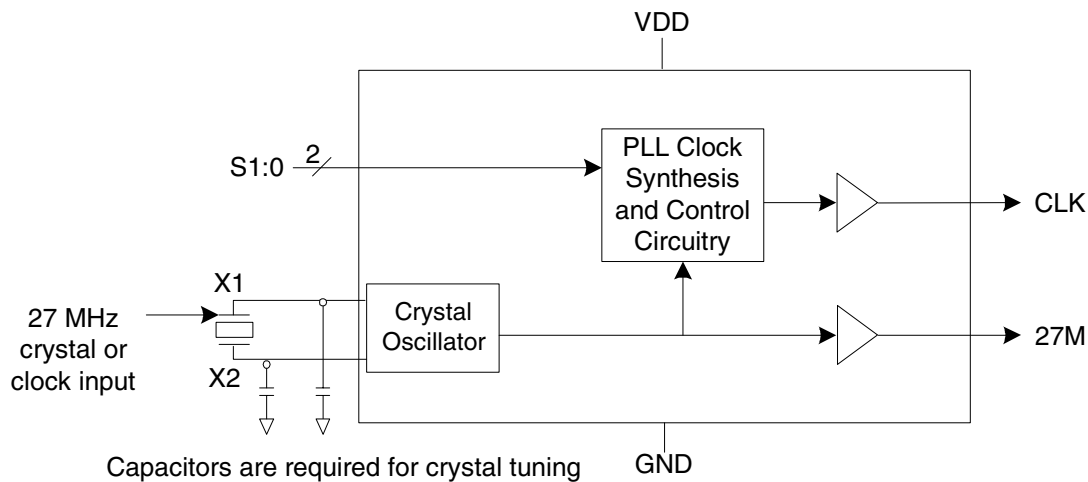 VDD
S1:0
2
PLL Clock
Synthesis
and Control
Circuitry
CLK
X1
27 MHz
crystal or
clock input
X2
Crystal
Oscillator
27M
Capacitors are required for crystal tuning
GND